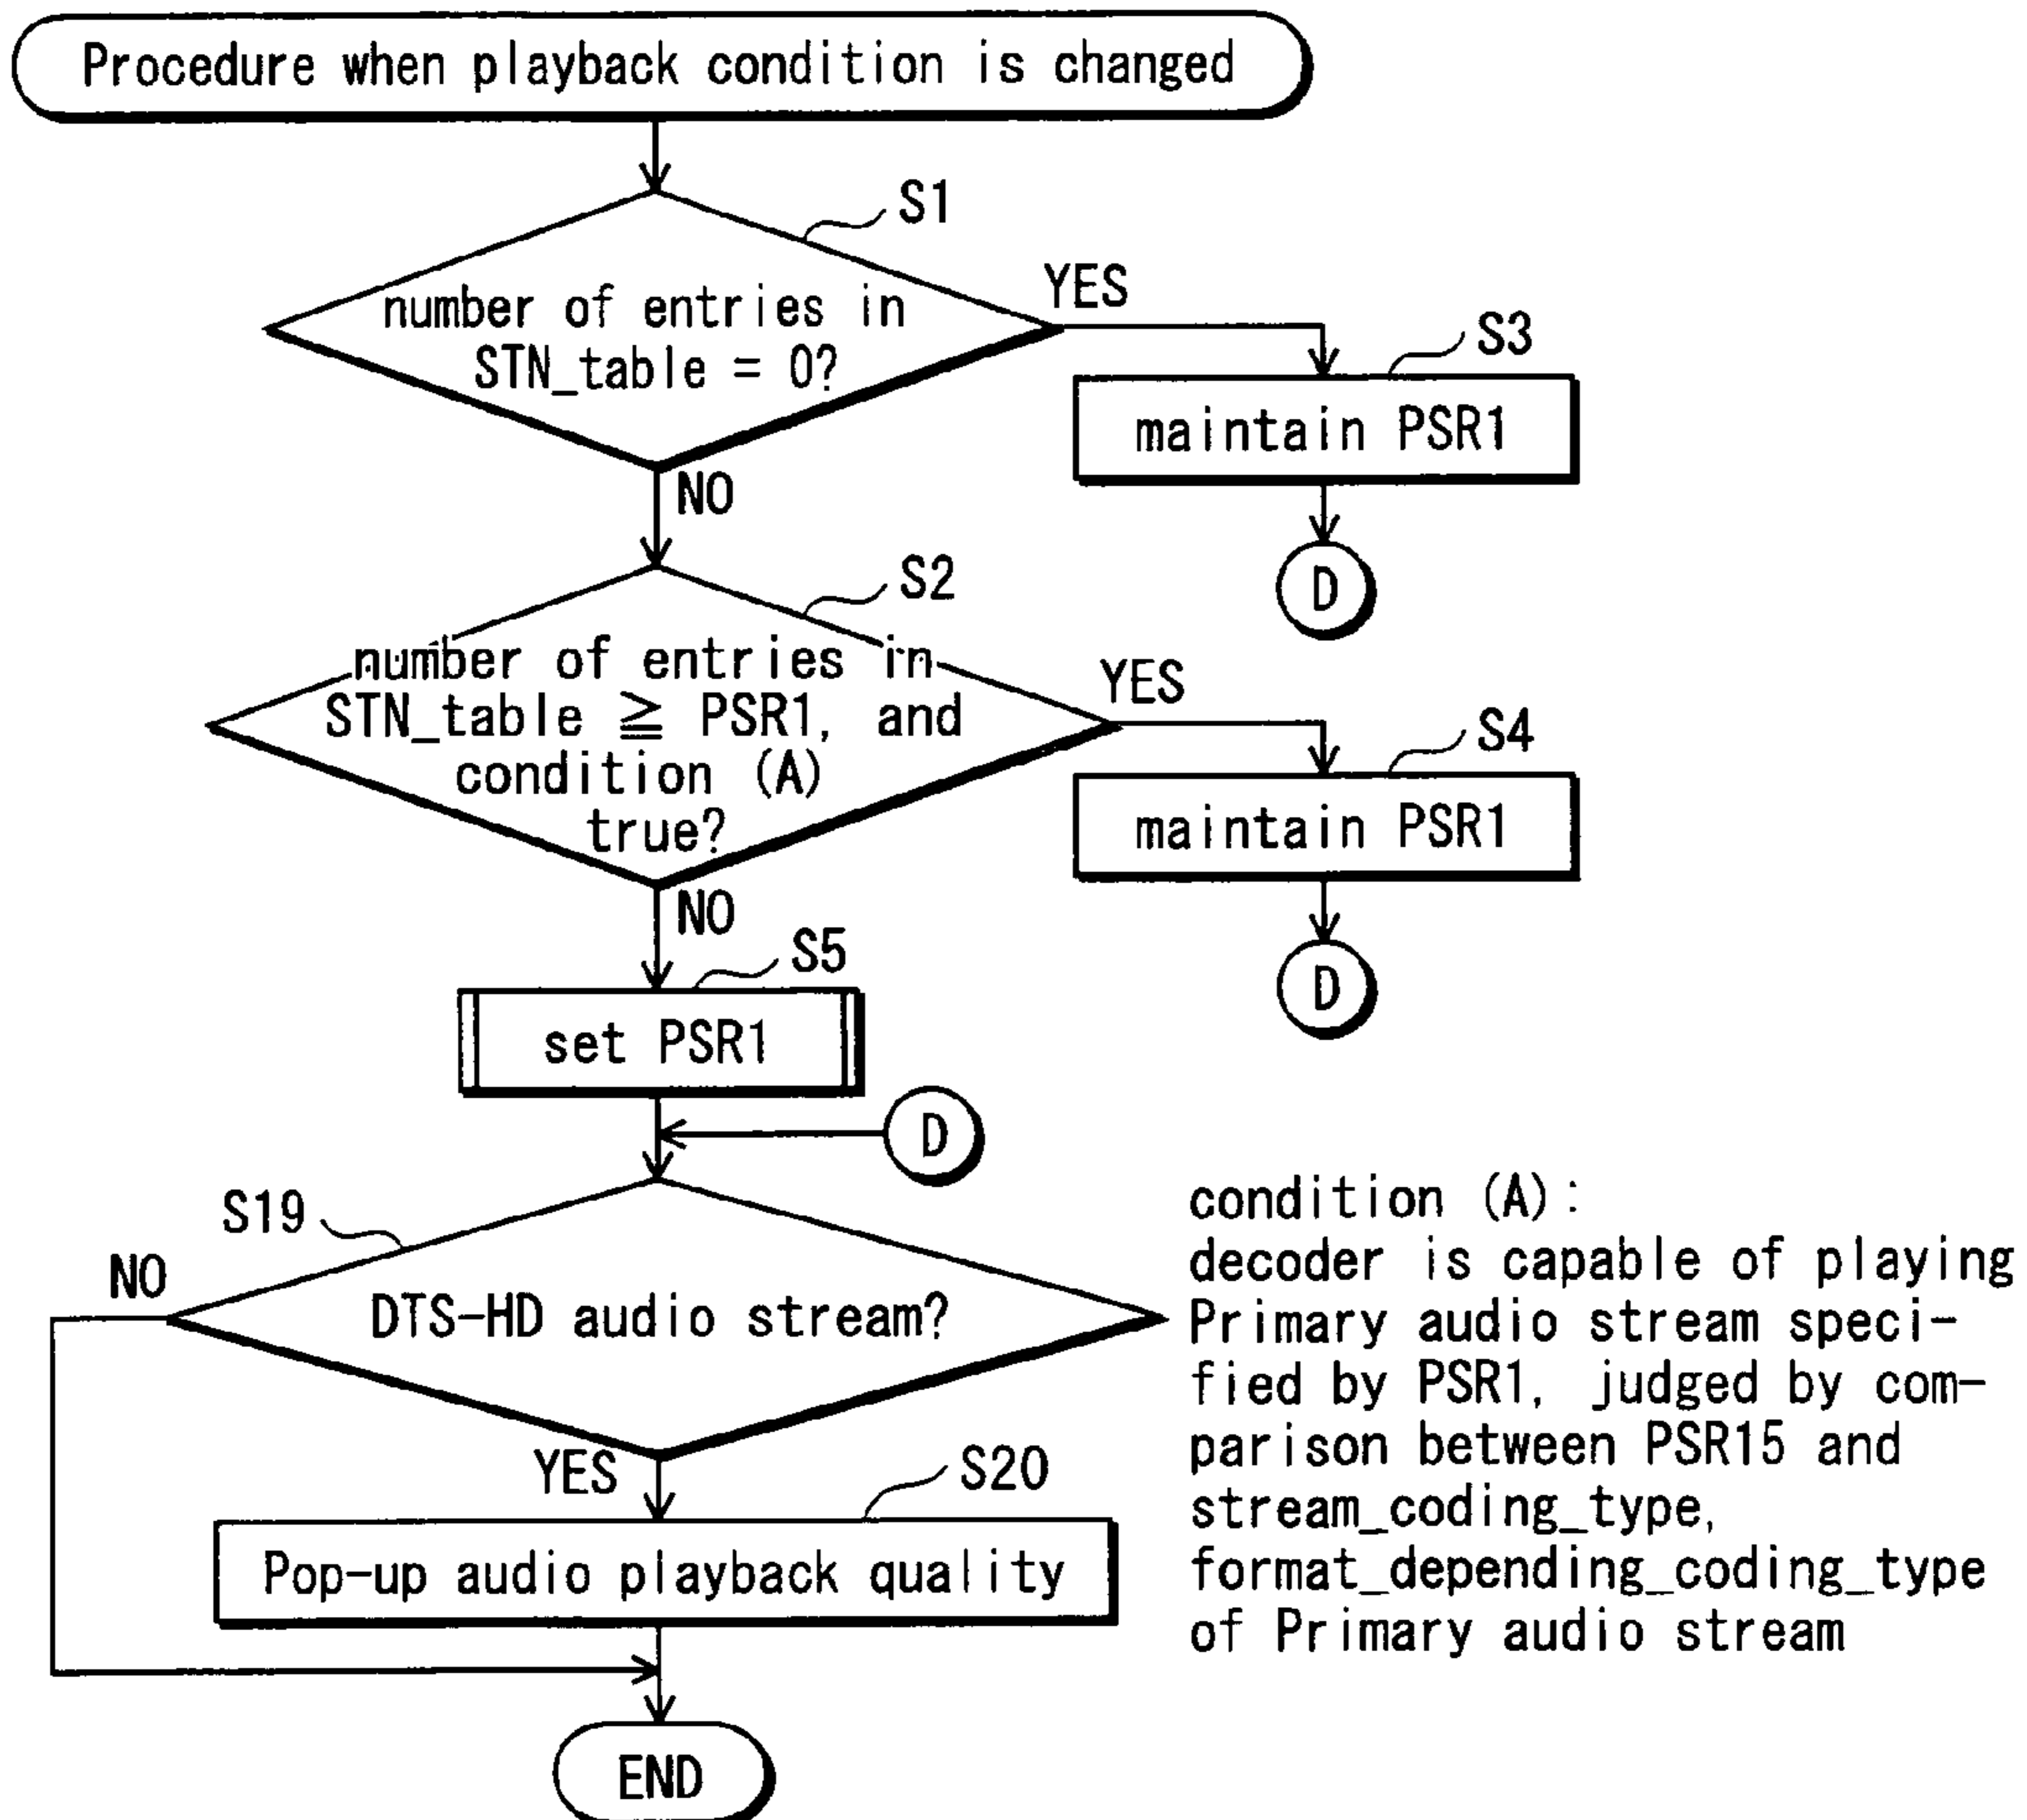 Procedure when playback condition is changed
S1
number of entries in
STN_table = 0?
YES
S3
maintain PSR1
D
NO
S2
number of entries in
STN_table ≧ PSR1, and
condition (A)
true?
YES
S4
maintain PSR1
D
NO
S5
set PSR1
D
S19
NO
DTS-HD audio stream?
YES
S20
Pop-up audio playback quality
END
condition (A):
decoder is capable of playing
Primary audio stream speci-
fied by PSR1, judged by com-
parison between PSR15 and
stream_coding_type,
format_depending_coding_type
of Primary audio stream